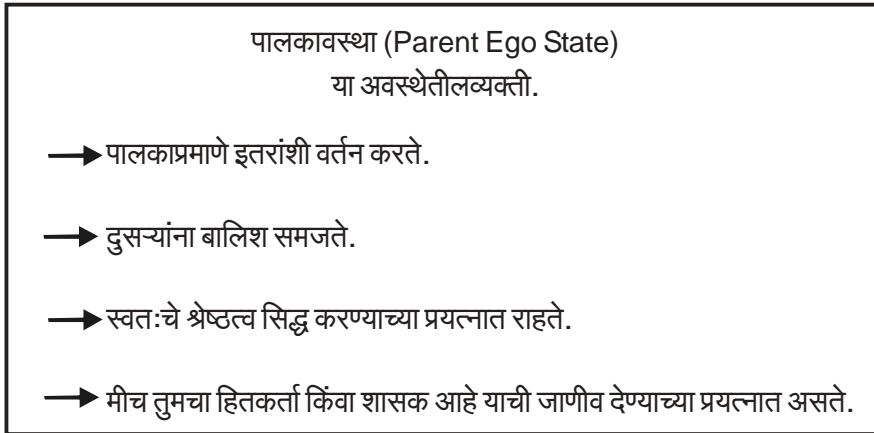 पालकावस्था (Parent Ego State)
या अवस्थेतीलव्यक्ती.
पालकाप्रमाणे इतरांशी वर्तन करते.
दुसऱ्यांना बालिश समजते.
स्वतःचे श्रेष्ठत्व सिद्ध करण्याच्या प्रयत्नात राहते.
मीच तुमचा हितकर्ता किंवा शासक आहे याची जाणीव देण्याच्या प्रयत्नात असते.